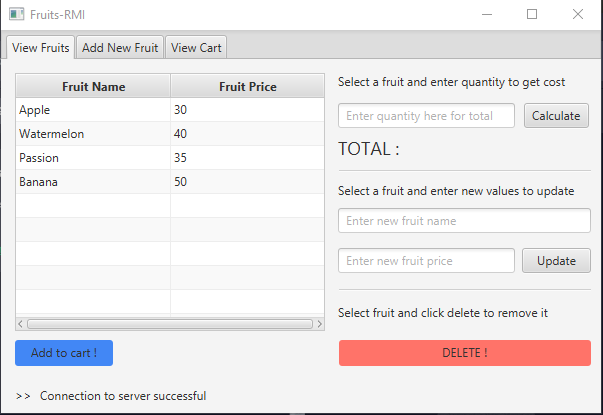 Fruits-RMI
View Fruits Add New Fruit View Cart
Fruit Name Fruit Price
Apple 30
Watermelon 40
Passion 35
Banana 50
Add to cart !
Select a fruit and enter quantity to get cost
Enter quantity here for total Calculate
TOTAL :
Select a fruit and enter new values to update
Enter new fruit name
Enter new fruit price Update
Select fruit and click delete to remove it
DELETE !
>> Connection to server successful